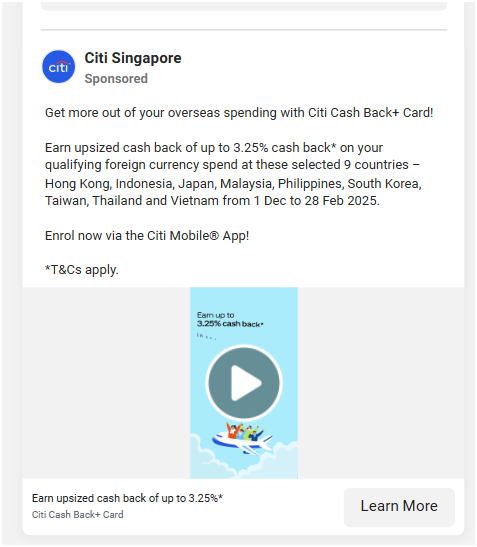 citi
Citi Singapore
Sponsored
Get more out of your overseas spending with Citi Cash Back+ Card!
Earn upsized cash back of up to 3.25% cash back* on your
qualifying foreign currency spend at these selected 9 countries –
Hong Kong, Indonesia, Japan, Malaysia, Philippines, South Korea,
Taiwan, Thailand and Vietnam from 1 Dec to 28 Feb 2025.
Enrol now via the Citi Mobile® App!
*T&Cs apply.
Earn up to
3.25% cash back*
Earn upsized cash back of up to 3.25%*
Citi Cash Back+ Card
Learn More